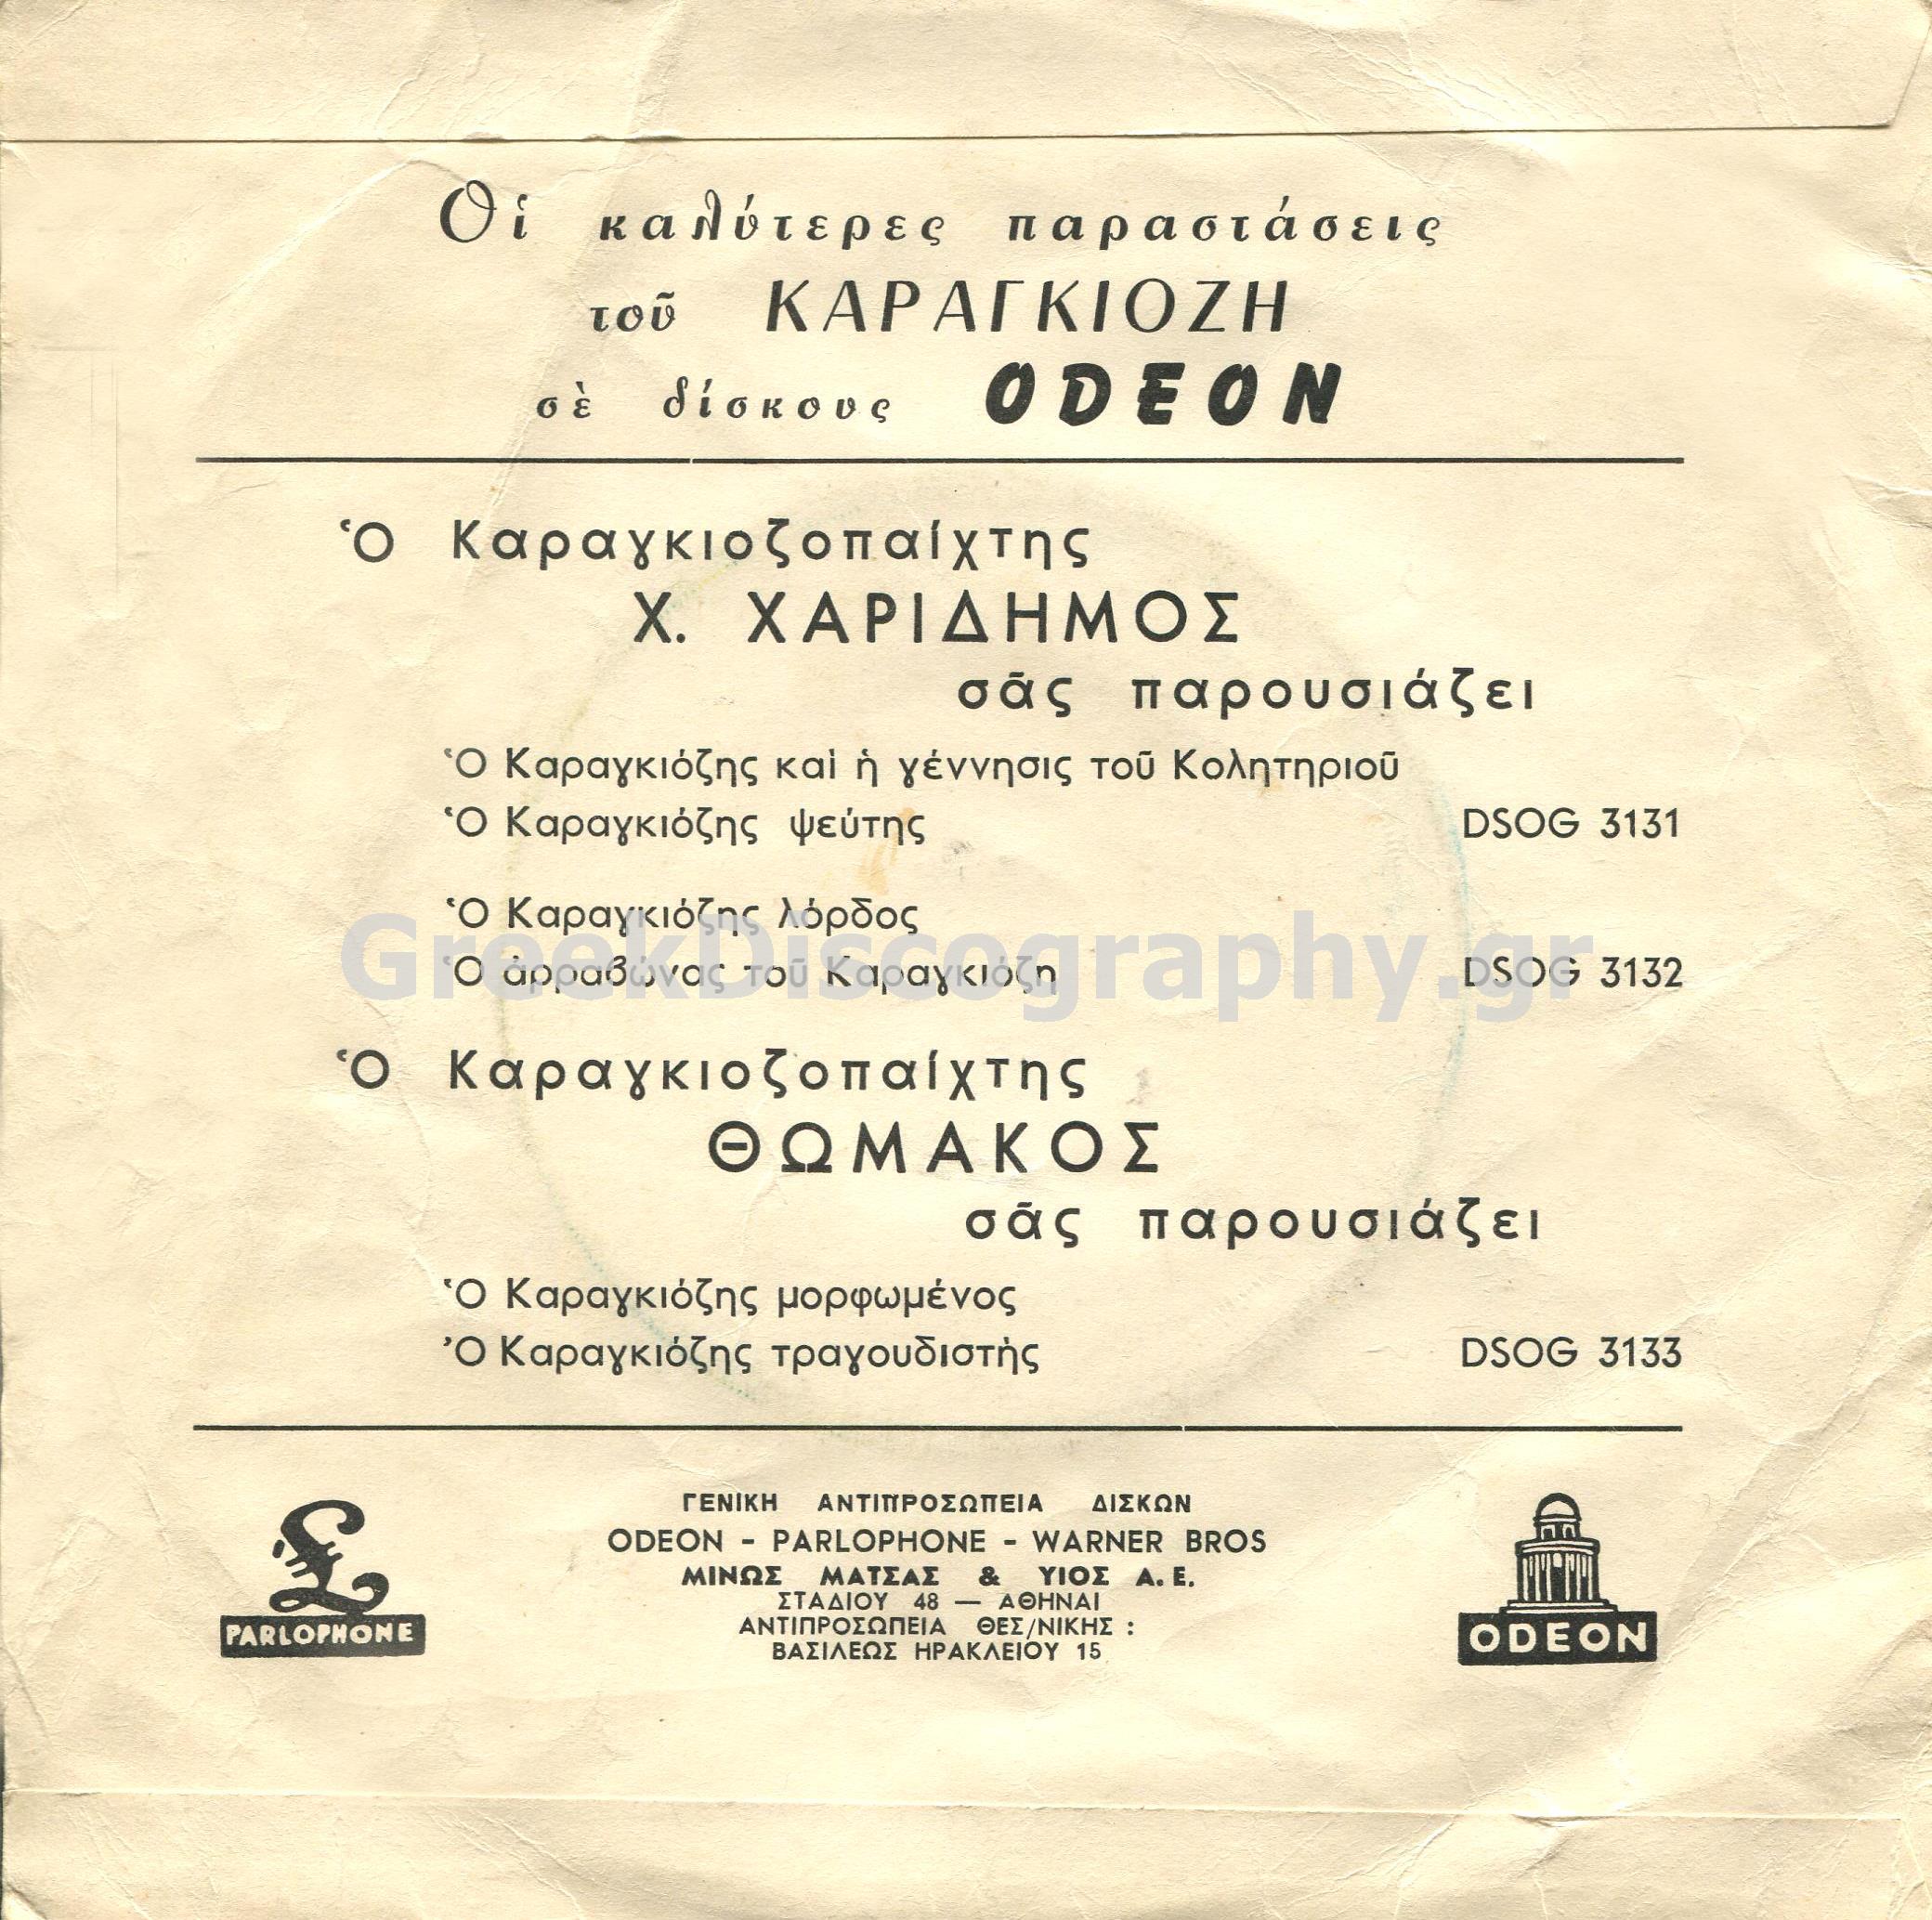 Οἱ καλύτερες παραστάσεις
τοῦ ΚΑΡΑΓΚΙΟΖΗ
σὲ δίσκους ODEON
Ὁ Καραγκιοζοπαίχτης
Χ. ΧΑΡΙΔΗΜΟΣ
σᾶς παρουσιάζει
Ὁ Καραγκιόζης καὶ ἡ γέννησις τοῦ Κολητηριοῦ
Ὁ Καραγκιόζης ψεύτης DSOG 3131
Ὁ Καραγκιόζης λόρδος
GreekDiscography.gr
Ὁ ἀρραβώνας τοῦ Καραγκιόζη DSOG 3132
Ὁ Καραγκιοζοπαίχτης
ΘΩΜΑΚΟΣ
σᾶς παρουσιάζει
Ὁ Καραγκιόζης μορφωμένος
Ὀ Καραγκιόζης τραγουδιστὴς DSOG 3133
ΓΕΝΙΚΗ ΑΝΤΙΠΡΟΣΩΠΕΙΑ ΔΙΣΚΩΝ
ODEON - PARLOPHONE - WARNER BROS
ΜΙΝΩΣ ΜΑΤΣΑΣ & ΥΙΟΣ Α.Ε.
ΣΤΑΔΙΟΥ 48 — ΑΘΗΝΑΙ
ΑΝΤΙΠΡΟΣΩΠΕΙΑ ΘΕΣ/ΝΙΚΗΣ :
ΒΑΣΙΛΕΩΣ ΗΡΑΚΛΕΙΟΥ 15
£
PARLOPHONE
ODEON